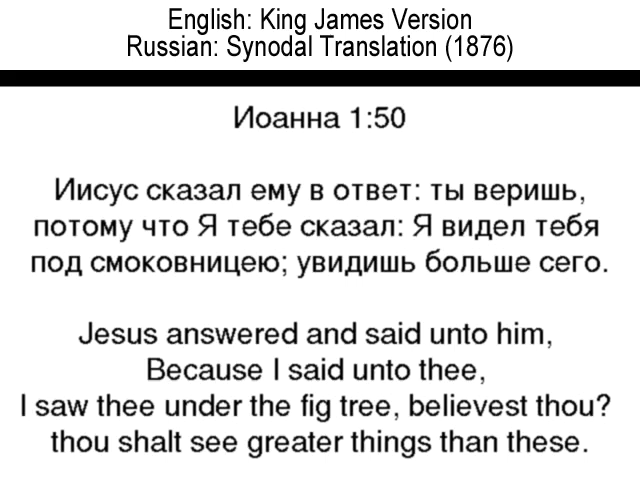 English: King James Version
Russian: Synodal Translation (1876)
Иоанна 1:50
Иисус сказал ему в ответ: ты веришь,
потому что Я тебе сказал: Я видел тебя
под смоковницею; увидишь больше сего.
Jesus answered and said unto him,
Because I said unto thee,
I saw thee under the fig tree, believest thou?
thou shalt see greater things than these.